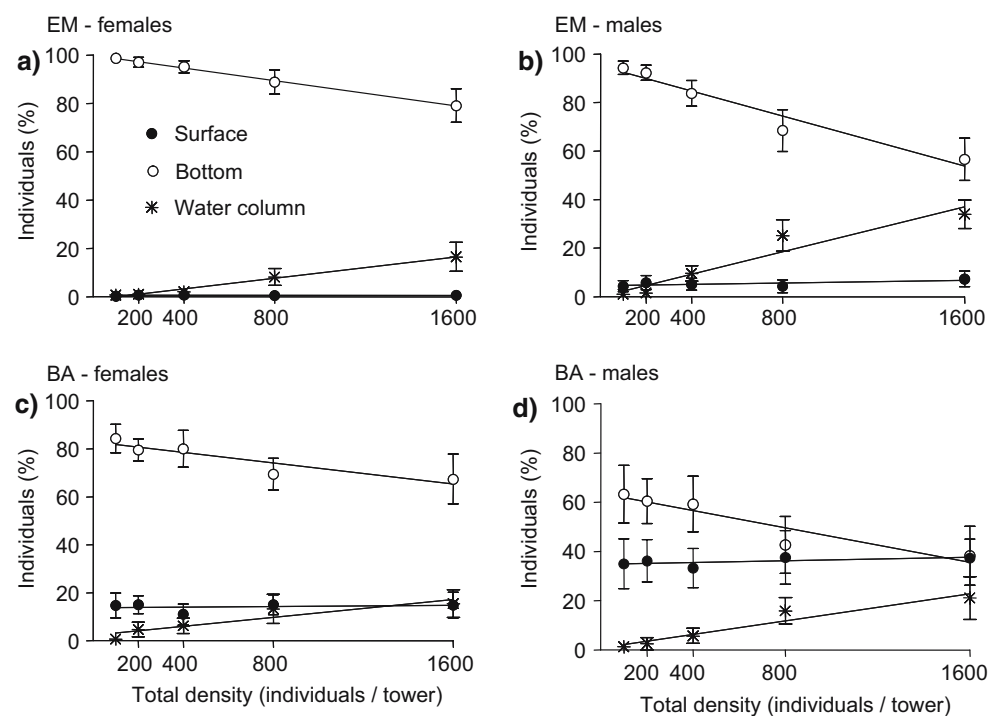 EM - females
a)
100
80
60
40
20
0
Individuals (%)
Surface
Bottom
Water column
200 400 800 1600
EM - males
b)
100
80
60
40
20
0
Individuals (%)
200 400 800 1600
BA - females
c)
100
80
60
40
20
0
Individuals (%)
200 400 800 1600
Total density (individuals / tower)
BA - males
d)
100
80
60
40
20
0
Individuals (%)
200 400 800 1600
Total density (individuals / tower)